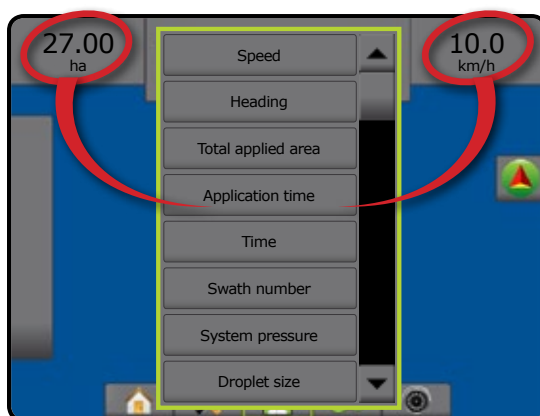 27.00
ha
10.0
km/h
Speed
Heading
Total applied area
Application time
Time
Swath number
System pressure
Droplet size